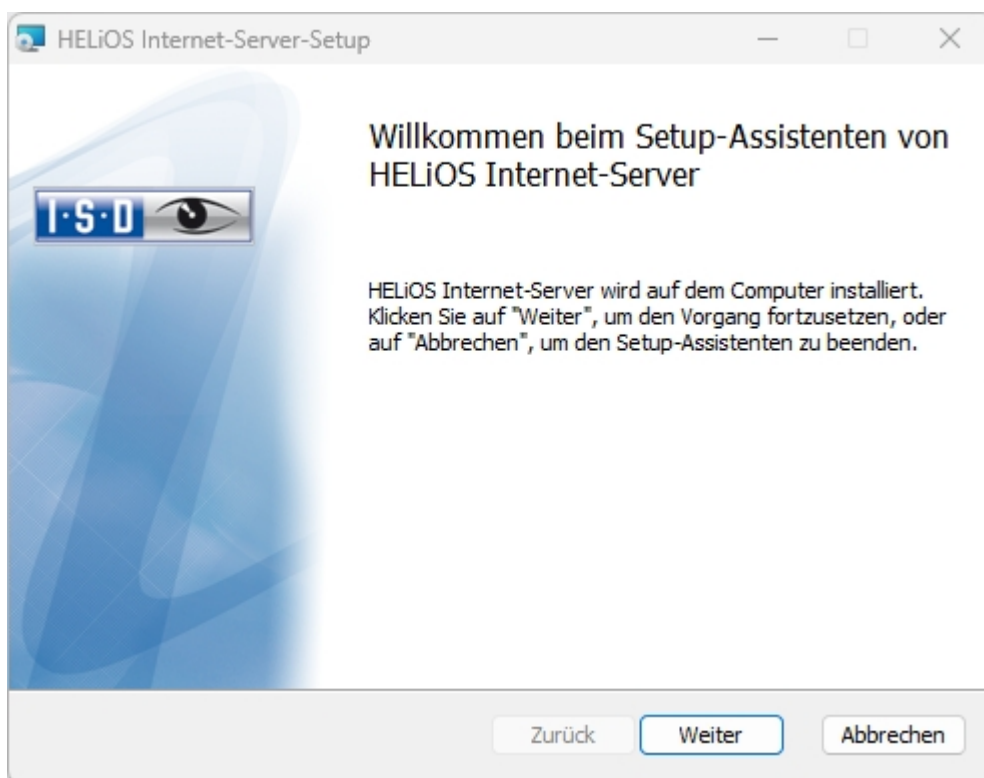 HELiOS Internet-Server-Setup
Willkommen beim Setup-Assistenten von
HELiOS Internet-Server
I·S·D
HELiOS Internet-Server wird auf dem Computer installiert.
Klicken Sie auf "Weiter", um den Vorgang fortzusetzen, oder
auf "Abbrechen", um den Setup-Assistenten zu beenden.
Zurück Weiter Abbrechen